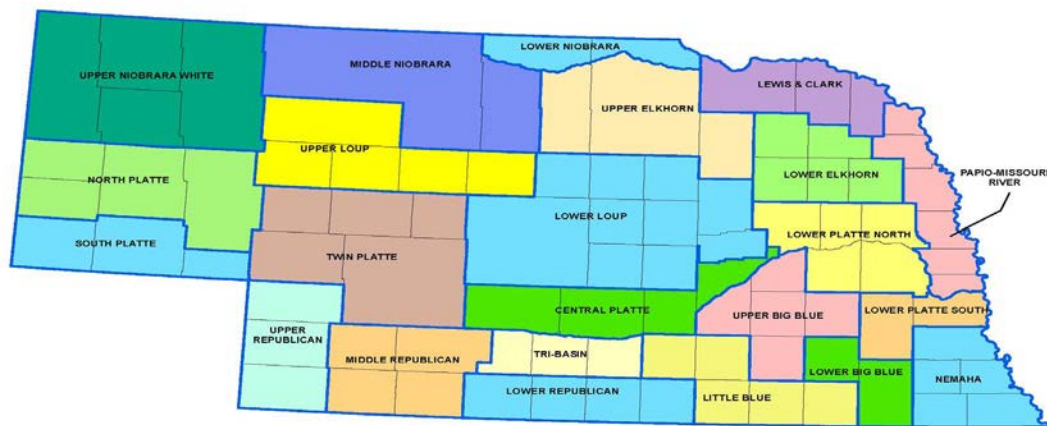 LOWER NIOBRARA
UPPER NIOBRARA WHITE
MIDDLE NIOBRARA
LEWIS & CLARK
UPPER ELKHORN
UPPER LOUP
NORTH PLATTE
LOWER ELKHORN
PAPIO-MISSOURI
RIVER
LOWER LOUP
SOUTH PLATTE
TWIN PLATTE
LOWER PLATTE NORTH
CENTRAL PLATTE
UPPER BIG BLUE
LOWER PLATTE SOUTH
UPPER
REPUBLICAN
MIDDLE REPUBLICAN
TRI-BASIN
LOWER BIG BLUE
NEMAHA
LOWER REPUBLICAN
LITTLE BLUE